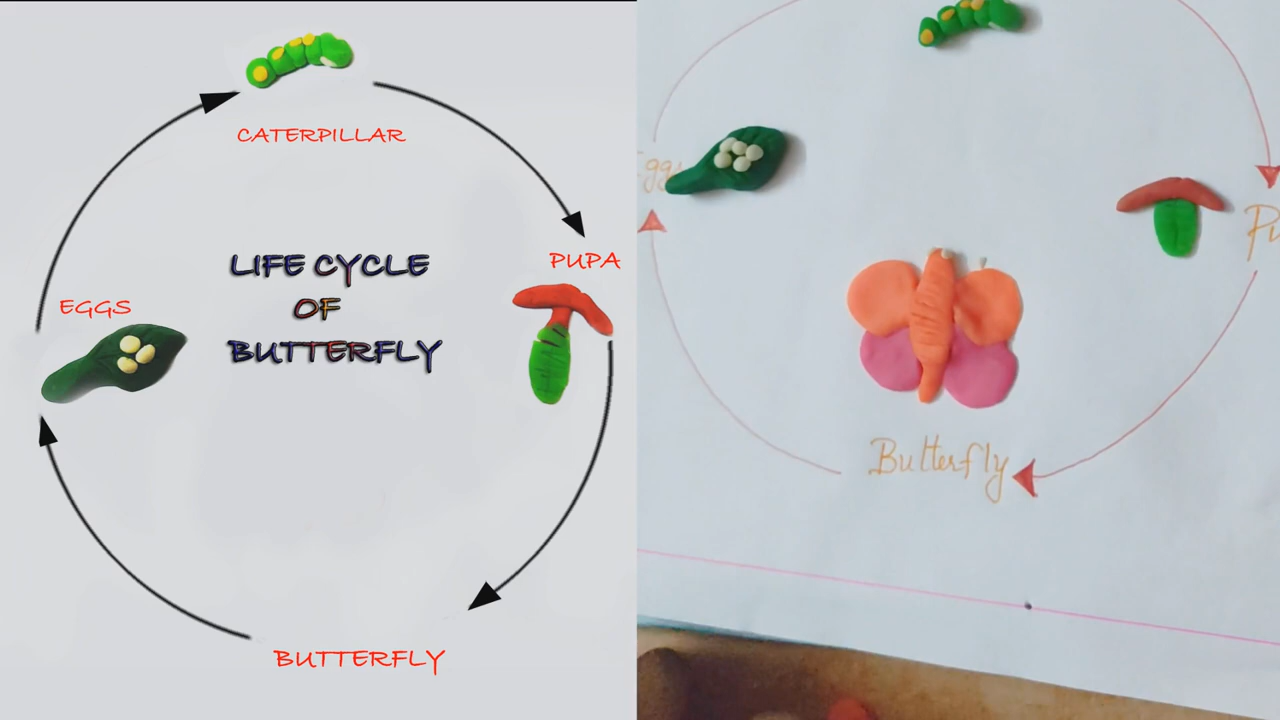 CATERPILLAR
LIFE CYCLE
OF
BUTTERFLY
PUPA
EGGS
BUTTERFLY
Butterfly